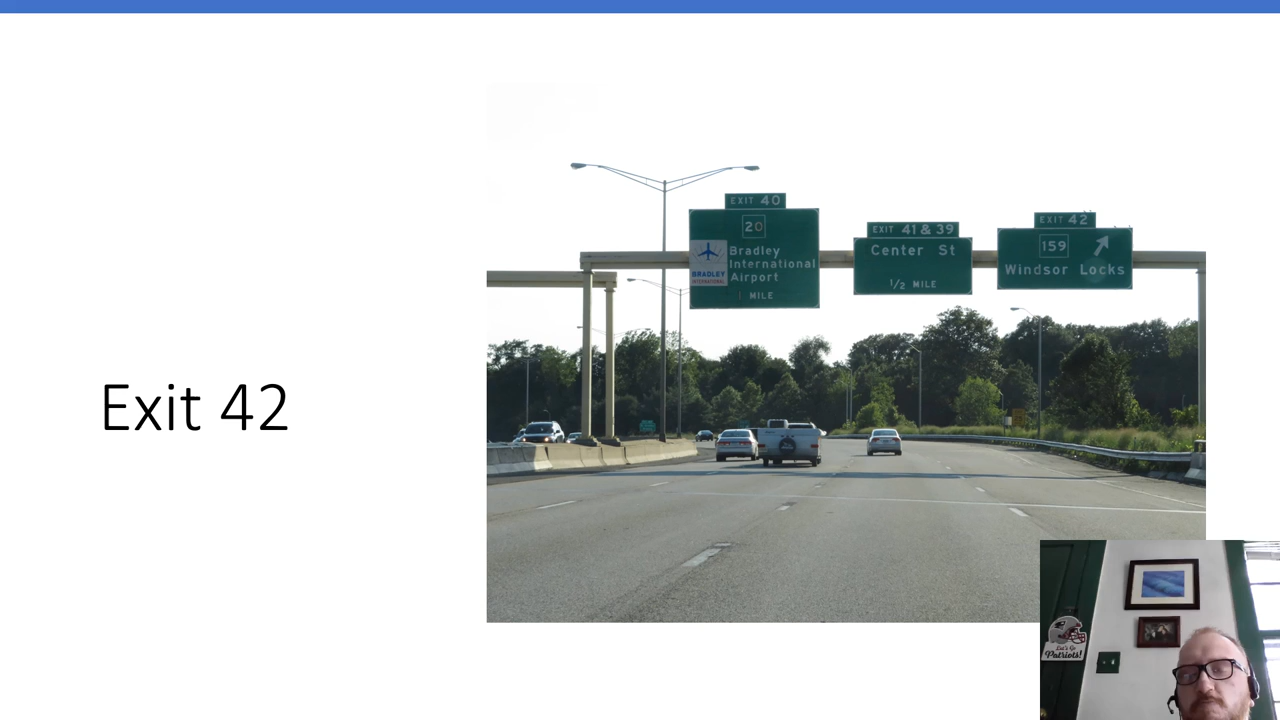 Exit 42
EXIT 40
20
BRADLEY
INTERNATIONAL
Bradley
International
Airport
1 MILE
EXIT 41 & 39
Center St
1/2 MILE
EXIT 42
159
Windsor Locks
Let's Go
Patriots!